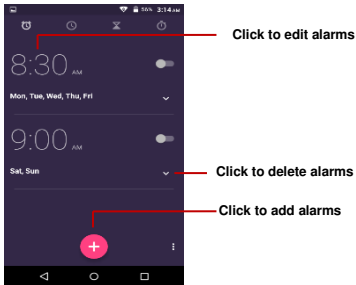 56% 3:14 AM
Click to edit alarms
8:30 AM
Mon, Tue, Wed, Thu, Fri
9:00 AM
Sat, Sun
Click to delete alarms
Click to add alarms